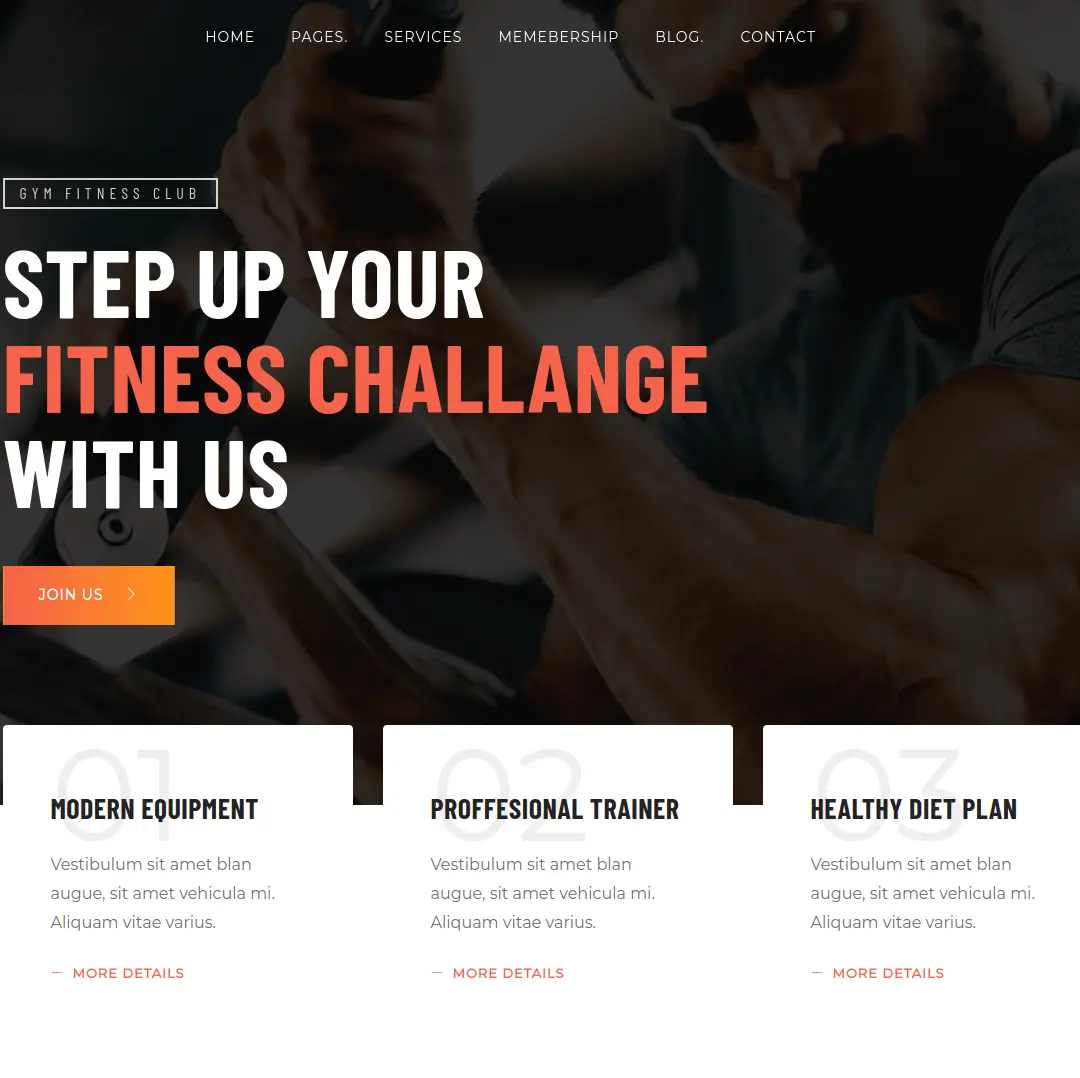 HOME PAGES. SERVICES MEMEBERSHIP BLOG. CONTACT
GYM FITNESS CLUB
STEP UP YOUR
FITNESS CHALLANGE
WITH US
JOIN US
01
MODERN EQUIPMENT
Vestibulum sit amet blan
augue, sit amet vehicula mi.
Aliquam vitae varius.
MORE DETAILS
02
PROFFESIONAL TRAINER
Vestibulum sit amet blan
augue, sit amet vehicula mi.
Aliquam vitae varius.
MORE DETAILS
03
HEALTHY DIET PLAN
Vestibulum sit amet blan
augue, sit amet vehicula mi.
Aliquam vitae varius.
MORE DETAILS